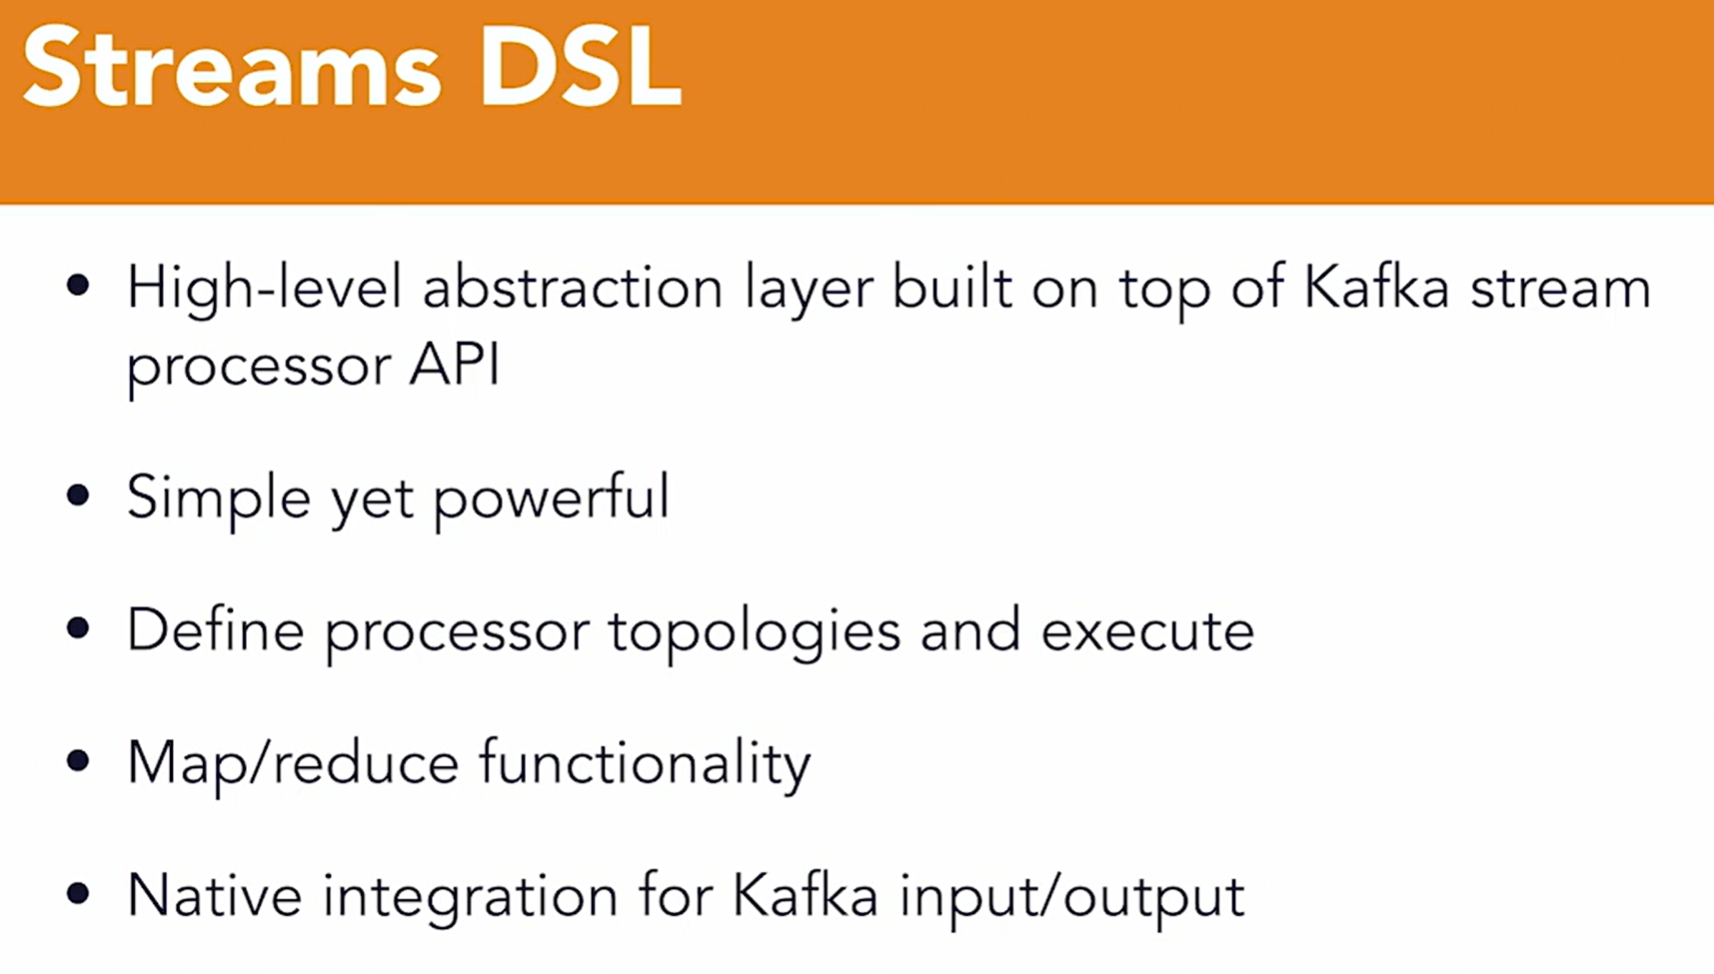 Streams DSL
• High-level abstraction layer built on top of Kafka stream
processor API
• Simple yet powerful
• Define processor topologies and execute
• Map/reduce functionality
• Native integration for Kafka input/output